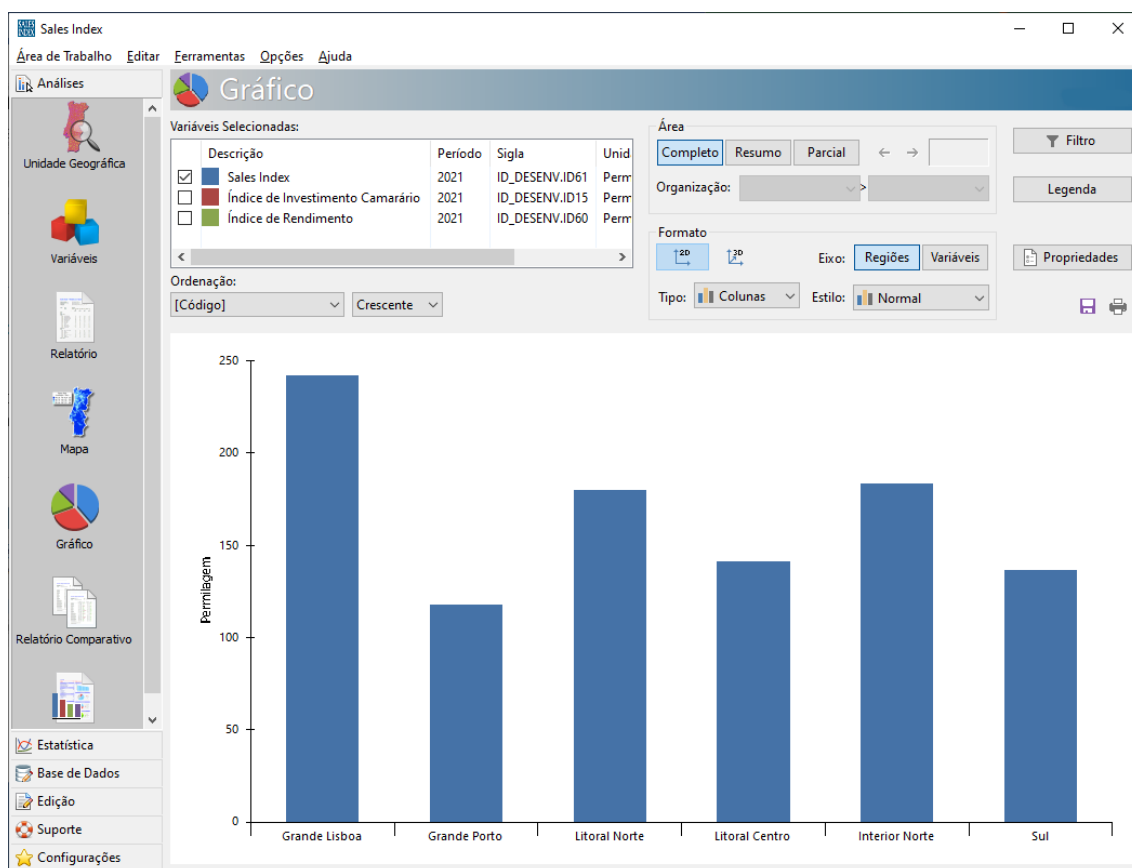 SALES INDEX
Sales Index
Área de Trabalho Editar Ferramentas Opções Ajuda
Análises
Unidade Geográfica
Variáveis
Relatório
Mapa
Gráfico
Relatório Comparativo
Estatística
Base de Dados
Edição
Suporte
Configurações
Gráfico
Variáveis Selecionadas:
Descrição Período Sigla Unid
Sales Index 2021 ID_DESENV.ID61 Perm
Índice de Investimento Camarário 2021 ID_DESENV.ID15 Perm
Índice de Rendimento 2021 ID_DESENV.ID60 Perm
Ordenação:
[Código] Crescente
Área
Completo Resumo Parcial
Organização: >
Formato
2D 3D Eixo: Regiões Variáveis
Tipo: Colunas Estilo: Normal
Filtro
Legenda
Propriedades
Permilagem
250
200
150
100
50
0
Grande Lisboa Grande Porto Litoral Norte Litoral Centro Interior Norte Sul